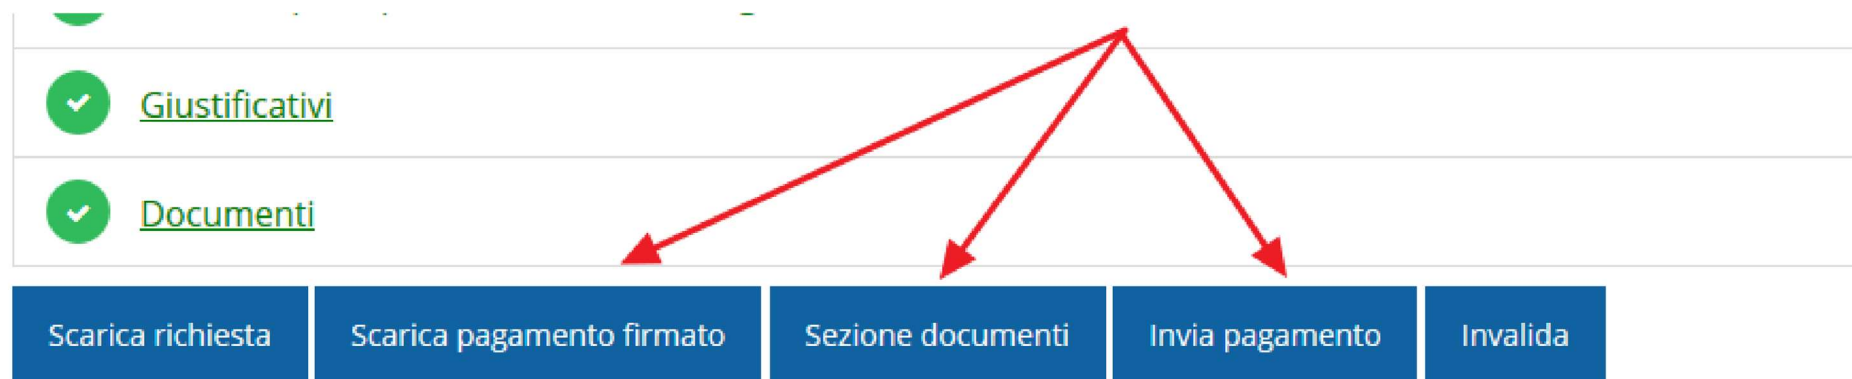 Giustificativi
Documenti
Scarica richiesta Scarica pagamento firmato Sezione documenti Invia pagamento Invalida